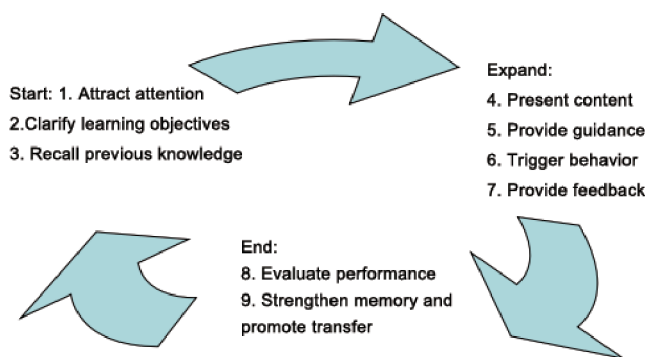 Start: 1. Attract attention
2.Clarify learning objectives
3. Recall previous knowledge
Expand:
4. Present content
5. Provide guidance
6. Trigger behavior
7. Provide feedback
End:
8. Evaluate performance
9. Strengthen memory and
promote transfer